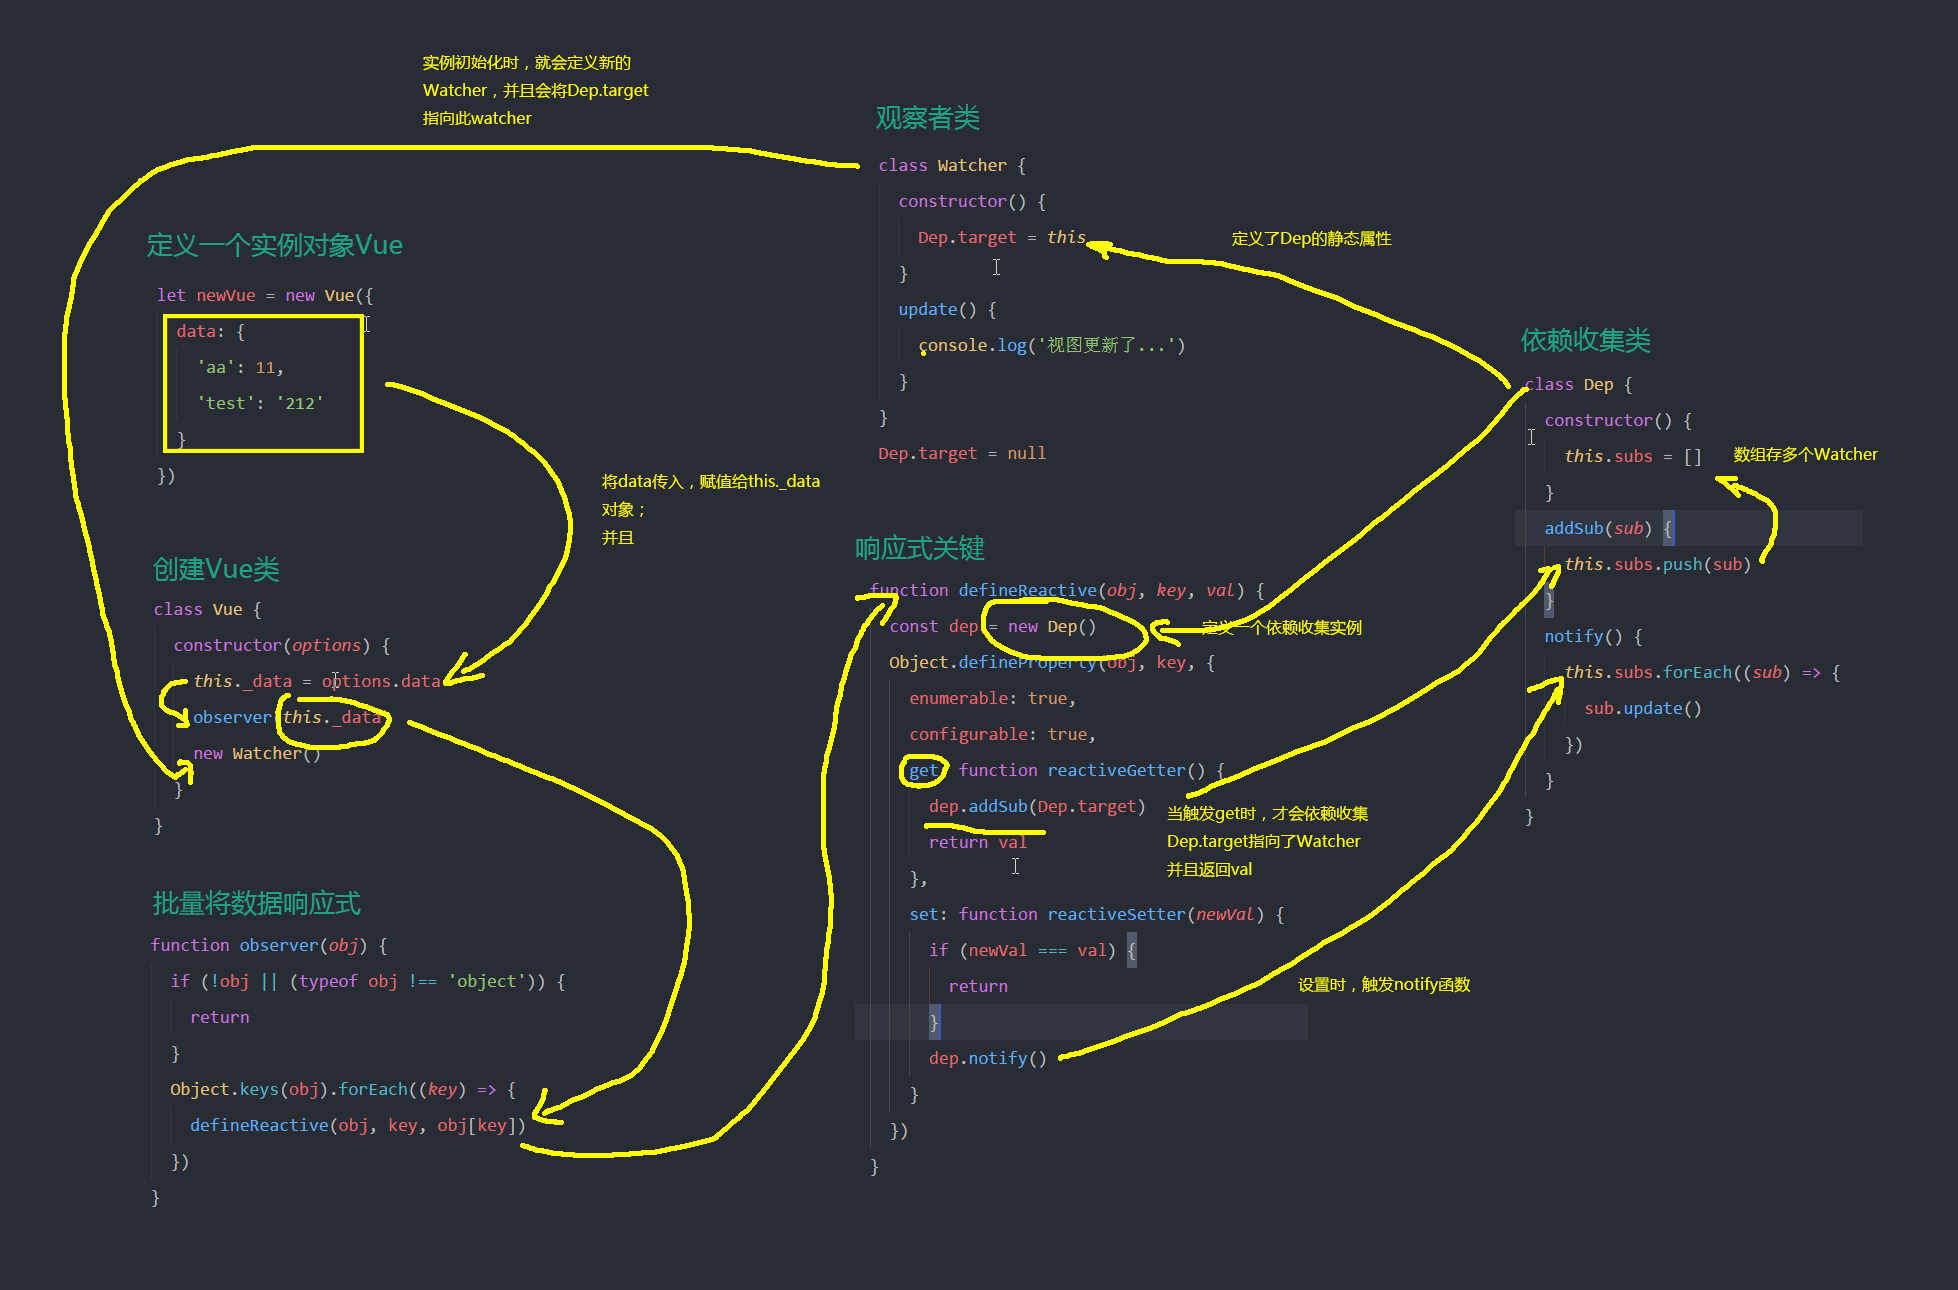 实例初始化时，就会定义新的
Watcher，并且会将Dep.target
指向此watcher
定义一个实例对象Vue
let newVue = new Vue({
data: {
'aa': 11,
'test': '212'
}
})
将data传入，赋值给this._data
对象；
并且
创建Vue类
class Vue {
constructor(options) {
this._data = options.data
observer(this._data)
new Watcher()
}
}
批量将数据响应式
function observer(obj) {
if (!obj || (typeof obj !== 'object')) {
return
}
Object.keys(obj).forEach((key) => {
defineReactive(obj, key, obj[key])
})
}
观察者类
class Watcher {
constructor() {
Dep.target = this
}
update() {
console.log('视图更新了...')
}
}
Dep.target = null
定义了Dep的静态属性
响应式关键
function defineReactive(obj, key, val) {
const dep = new Dep()
定义一个依赖收集实例
Object.defineProperty(obj, key, {
enumerable: true,
configurable: true,
get: function reactiveGetter() {
dep.addSub(Dep.target)
return val
},
当触发get时，才会依赖收集
Dep.target指向了Watcher
并且返回val
set: function reactiveSetter(newVal) {
if (newVal === val) {
return
}
dep.notify()
}
})
}
设置时，触发notify函数
依赖收集类
class Dep {
constructor() {
this.subs = []
}
数组存多个Watcher
addSub(sub) {
this.subs.push(sub)
}
notify() {
this.subs.forEach((sub) => {
sub.update()
})
}
}